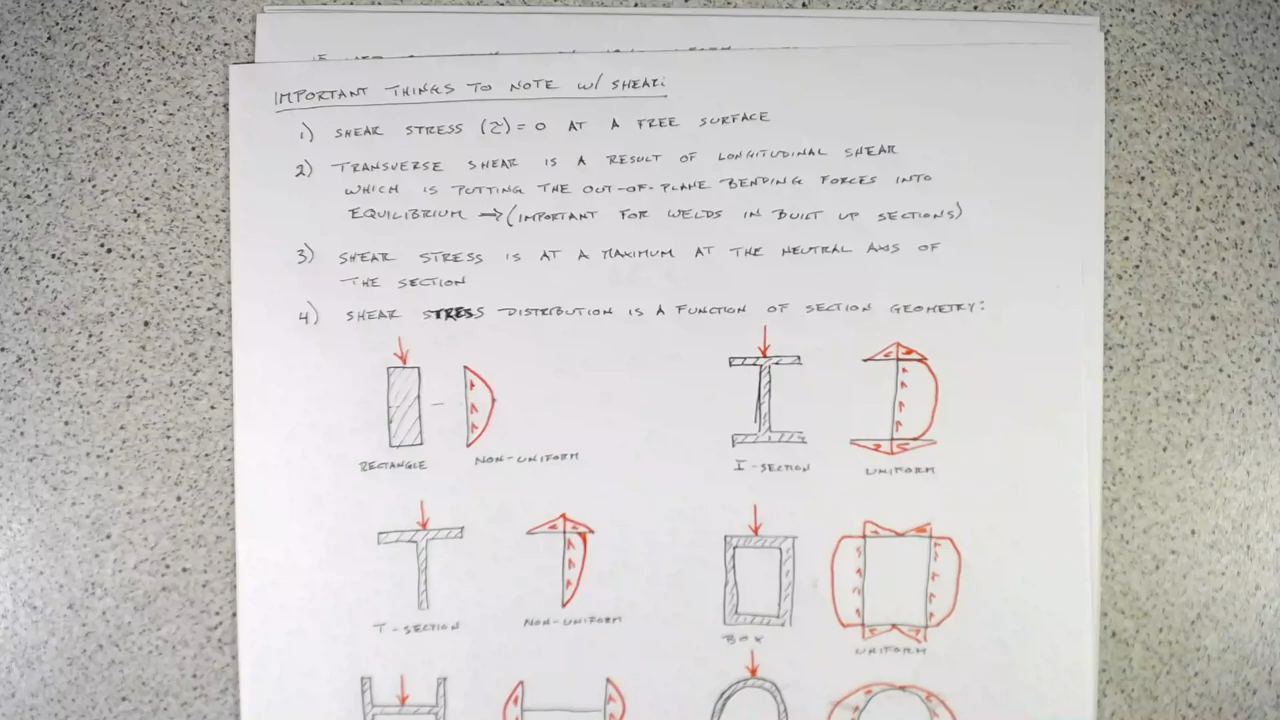 IMPORTANT THINGS TO NOTE W/ SHEAR:
1) SHEAR STRESS (τ) = 0 AT A FREE SURFACE
2) TRANSVERSE SHEAR IS A RESULT OF LONGITUDINAL SHEAR
WHICH IS PUTTING THE OUT-OF-PLANE BENDING FORCES INTO
EQUILIBRIUM → (IMPORTANT FOR WELDS IN BUILT UP SECTIONS)
3) SHEAR STRESS IS AT A MAXIMUM AT THE NEUTRAL AXIS OF
THE SECTION
4) SHEAR STRESS DISTRIBUTION IS A FUNCTION OF SECTION GEOMETRY:
RECTANGLE
NON-UNIFORM
I-SECTION
UNIFORM
T-SECTION
NON-UNIFORM
BOX
UNIFORM